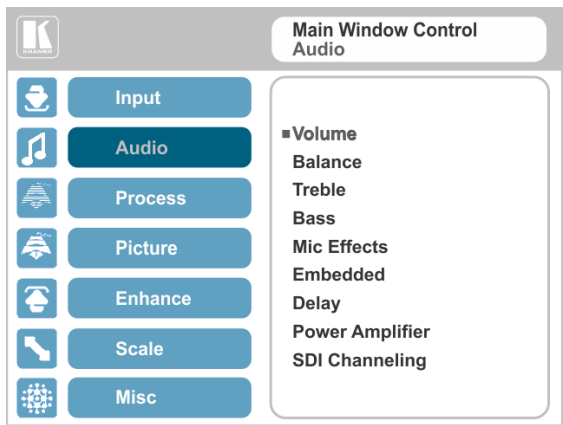 KRAMER
Main Window Control
Audio
Input
Audio
Process
Picture
Enhance
Scale
Misc
Volume
Balance
Treble
Bass
Mic Effects
Embedded
Delay
Power Amplifier
SDI Channeling